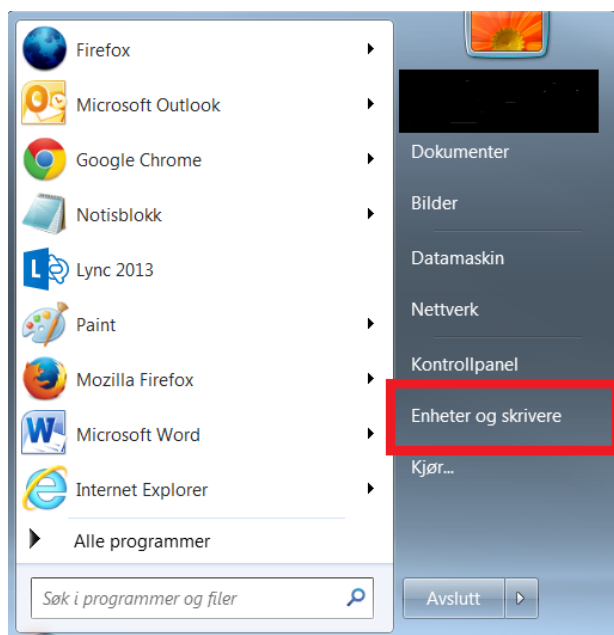 Firefox
Microsoft Outlook
Google Chrome
Notisblokk
Lync 2013
Paint
Mozilla Firefox
Microsoft Word
Internet Explorer
Alle programmer
Søk i programmer og filer
Dokumenter
Bilder
Datamaskin
Nettverk
Kontrollpanel
Enheter og skrivere
Kjør...
Avslutt